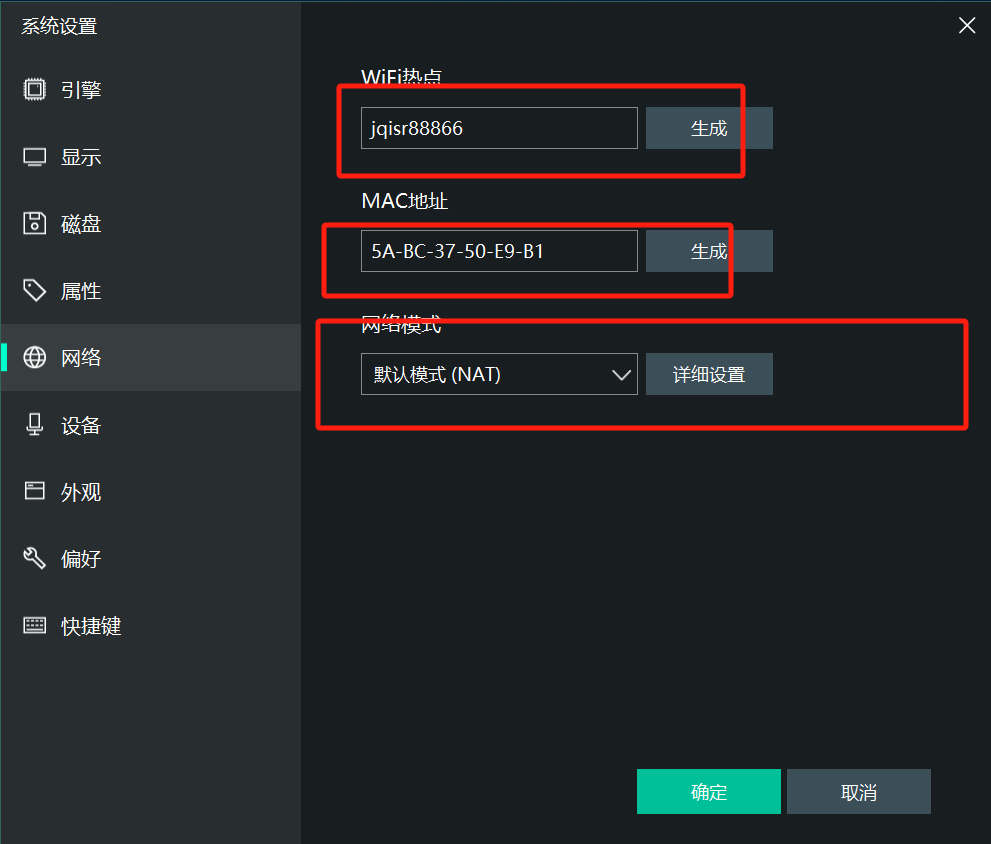 系统设置
引擎
显示
磁盘
属性
网络
设备
外观
偏好
快捷键
WiFi热点
jqisr88866
生成
MAC地址
5A-BC-37-50-E9-B1
生成
网络模式
默认模式 (NAT)
详细设置
确定
取消